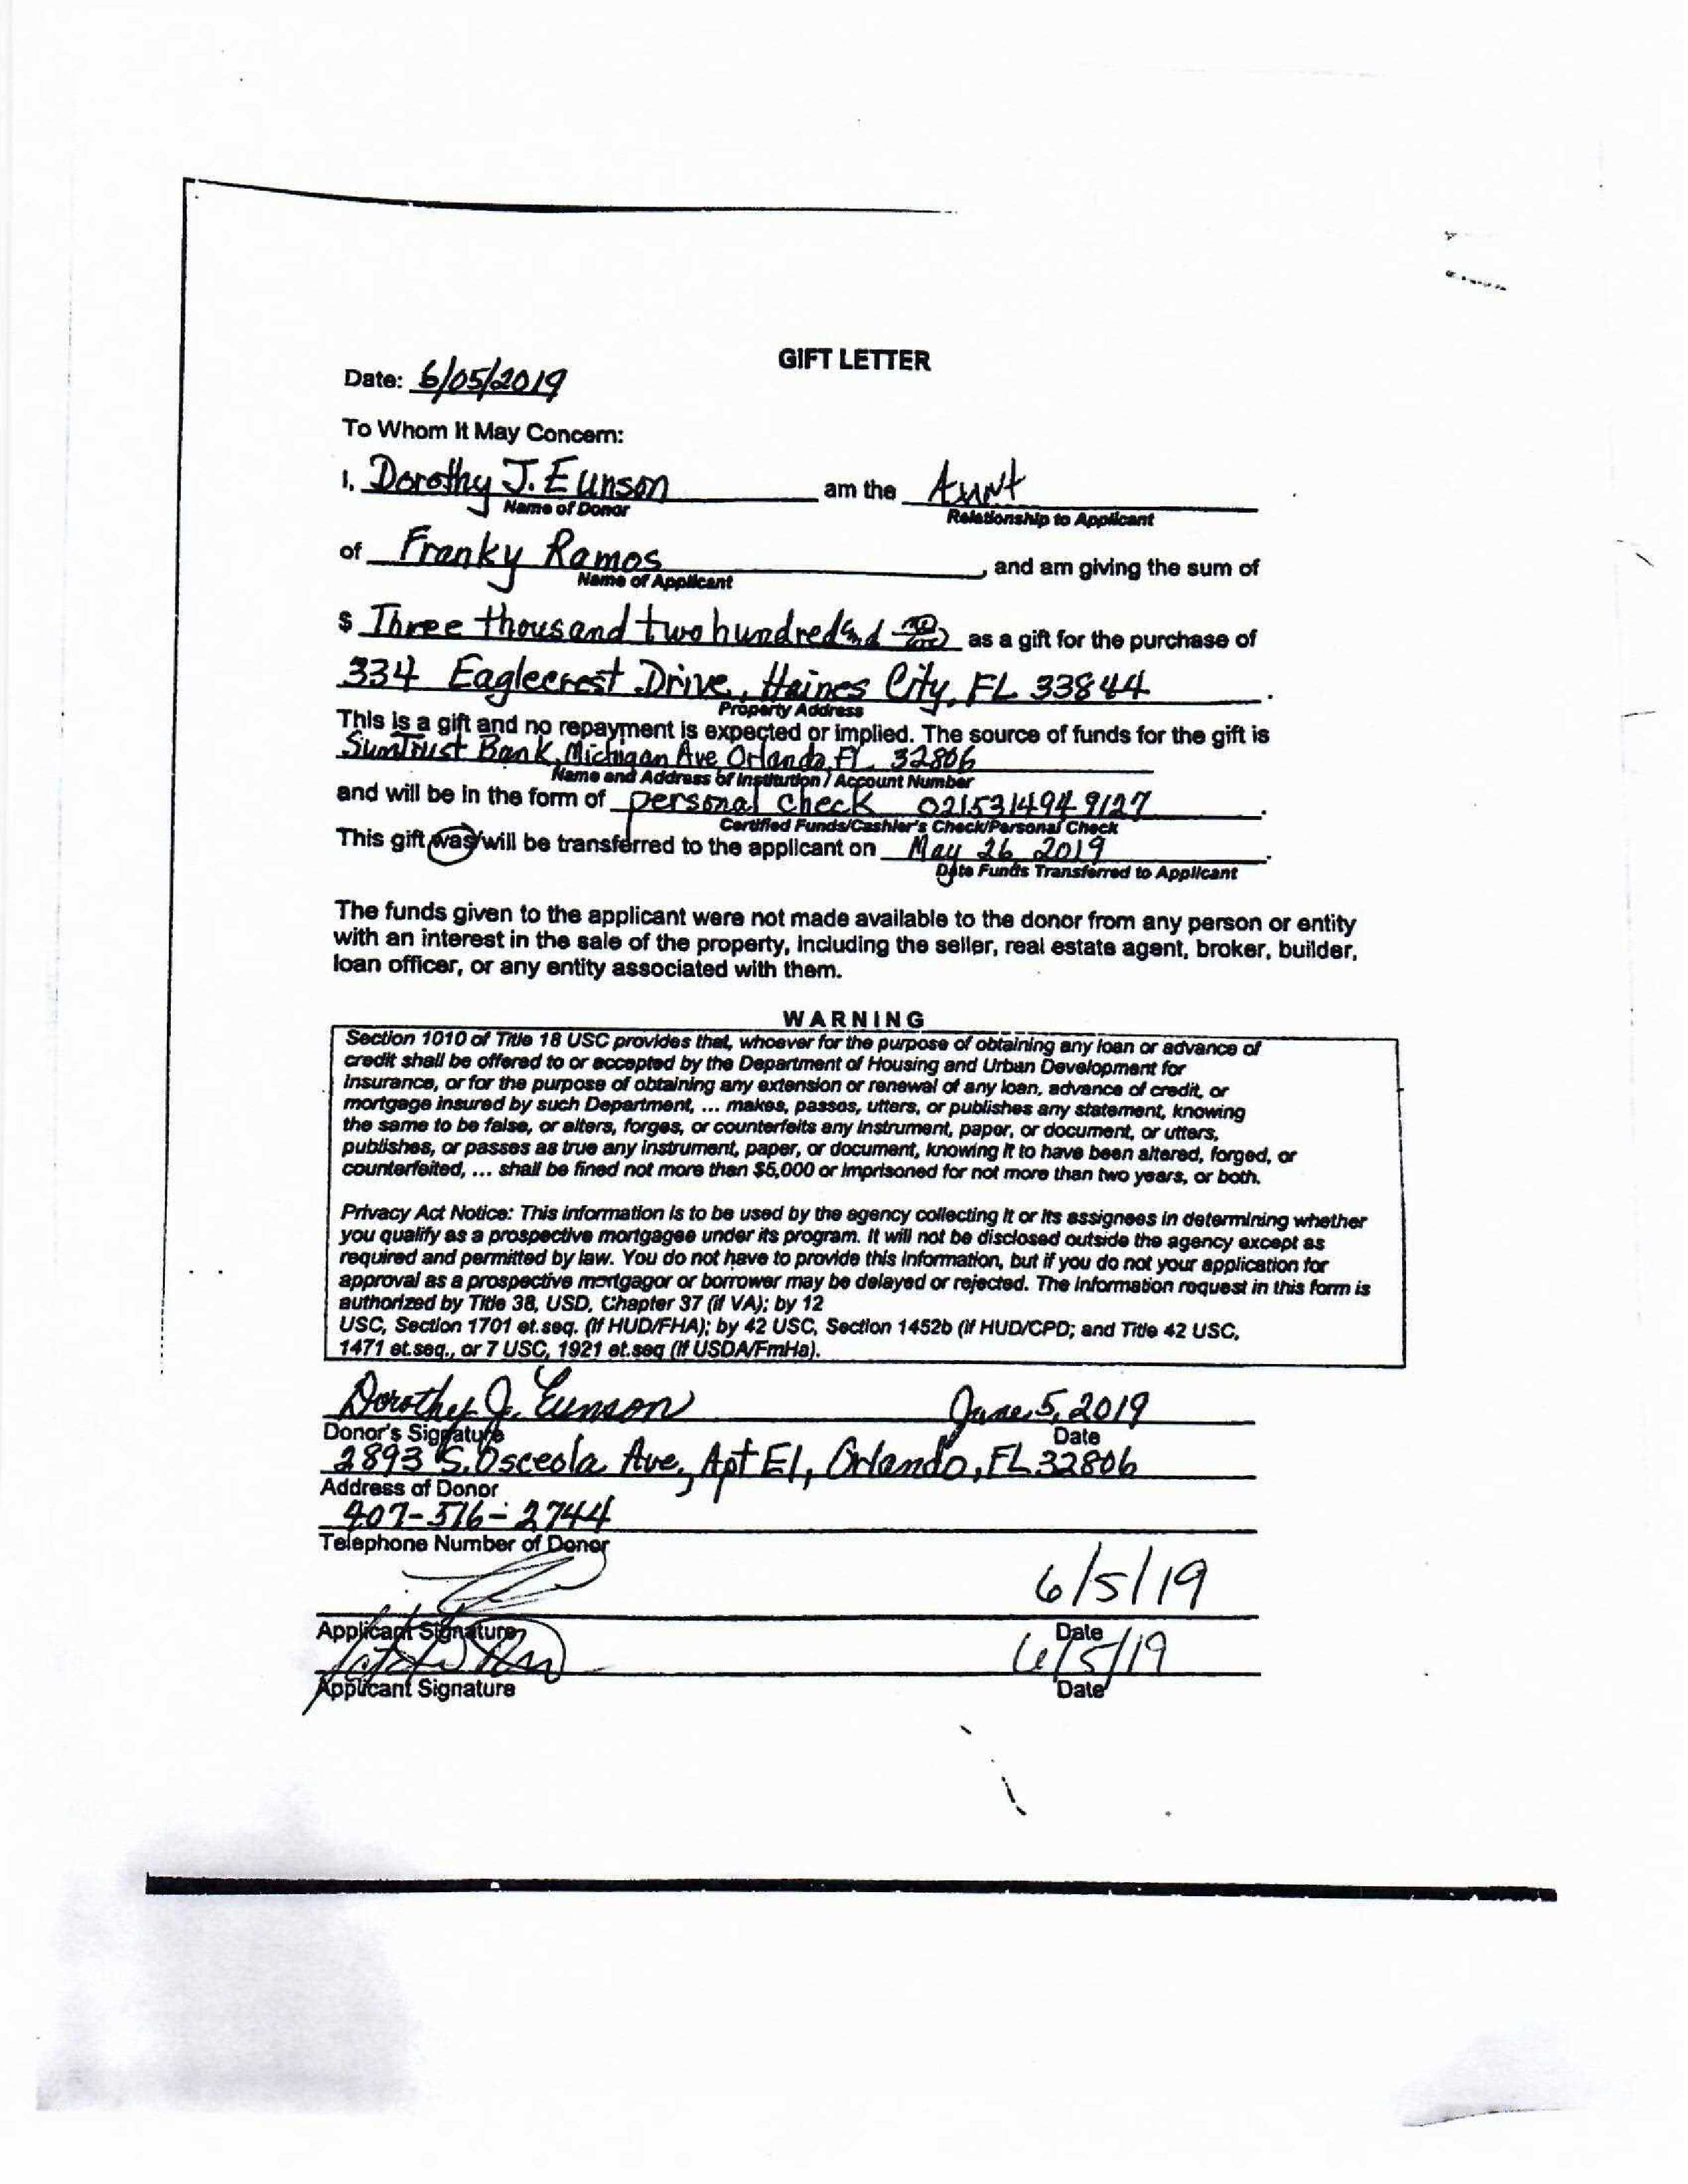 GIFT LETTER
Date: 6/05/2019
To Whom It May Concern:
I, Dorothy J. Eunson am the Aunt
Name of Donor Relationship to Applicant
of Franky Ramos, and am giving the sum of
Name of Applicant
$ Three thousand two hundred and as a gift for the purchase of
334 Eaglecrest Drive, Haines City, FL 33844.
Property Address
This is a gift and no repayment is expected or implied. The source of funds for the gift is
SunTrust Bank, Michigan Ave Orlando, FL 32806
Name and Address of Institution / Account Number
and will be in the form of personal check 0215314949127.
Certified Funds/Cashier's Check/Personal Check
This gift was/will be transferred to the applicant on May 26 2019.
Date Funds Transferred to Applicant
The funds given to the applicant were not made available to the donor from any person or entity
with an interest in the sale of the property, including the seller, real estate agent, broker, builder,
loan officer, or any entity associated with them.
WARNING
Section 1010 of Title 18 USC provides that, whoever for the purpose of obtaining any loan or advance of
credit shall be offered to or accepted by the Department of Housing and Urban Development for
Insurance, or for the purpose of obtaining any extension or renewal of any loan, advance of credit, or
mortgage insured by such Department, ... makes, passes, utters, or publishes any statement, knowing
the same to be false, or alters, forges, or counterfeits any instrument, paper, or document, or utters,
publishes, or passes as true any instrument, paper, or document, knowing it to have been altered, forged, or
counterfeited, ... shall be fined not more than $5,000 or Imprisoned for not more than two years, or both.
Privacy Act Notice: This information is to be used by the agency collecting it or its assignees in determining whether
you qualify as a prospective mortgagee under its program. It will not be disclosed outside the agency except as
required and permitted by law. You do not have to provide this information, but if you do not your application for
approval as a prospective mortgagor or borrower may be delayed or rejected. The Information request in this form is
authorized by Title 38, USD, Chapter 37 (if VA); by 12
USC, Section 1701 et.seq. (if HUD/FHA); by 42 USC, Section 1452b (if HUD/CPD; and Title 42 USC,
1471 et.seq., or 7 USC, 1921 et.seq (if USDA/FmHa).
Dorothy J. Eunson June 5, 2019
Donor's Signature Date
2893 S. Osceola Ave, Apt E1, Orlando, FL 32806
Address of Donor
407-516-2744
Telephone Number of Donor
6/5/19
Applicant Signature Date
6/5/19
Applicant Signature Date